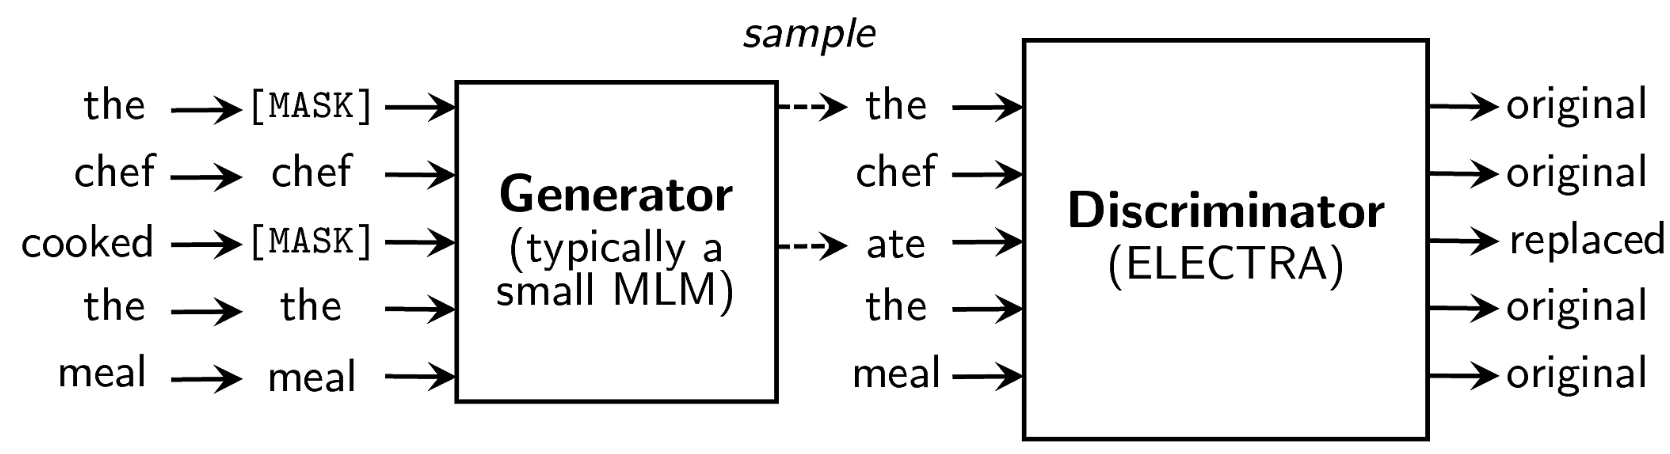 sample
the [MASK] the original
chef chef chef original
cooked [MASK] ate replaced
the the the original
meal meal meal original
Generator
(typically a
small MLM)
Discriminator
(ELECTRA)